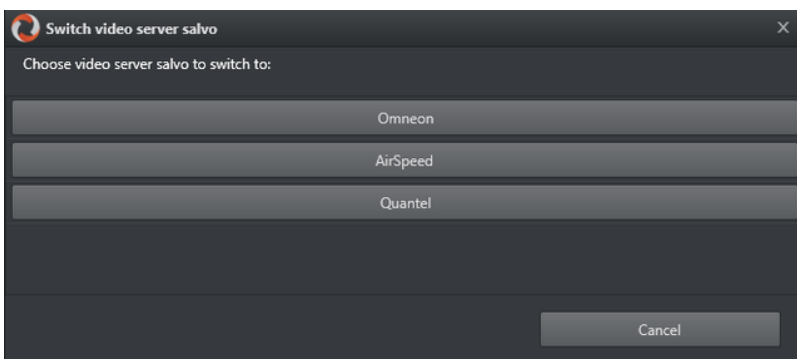 Switch video server salvo
Choose video server salvo to switch to:
Omneon
AirSpeed
Quantel
Cancel